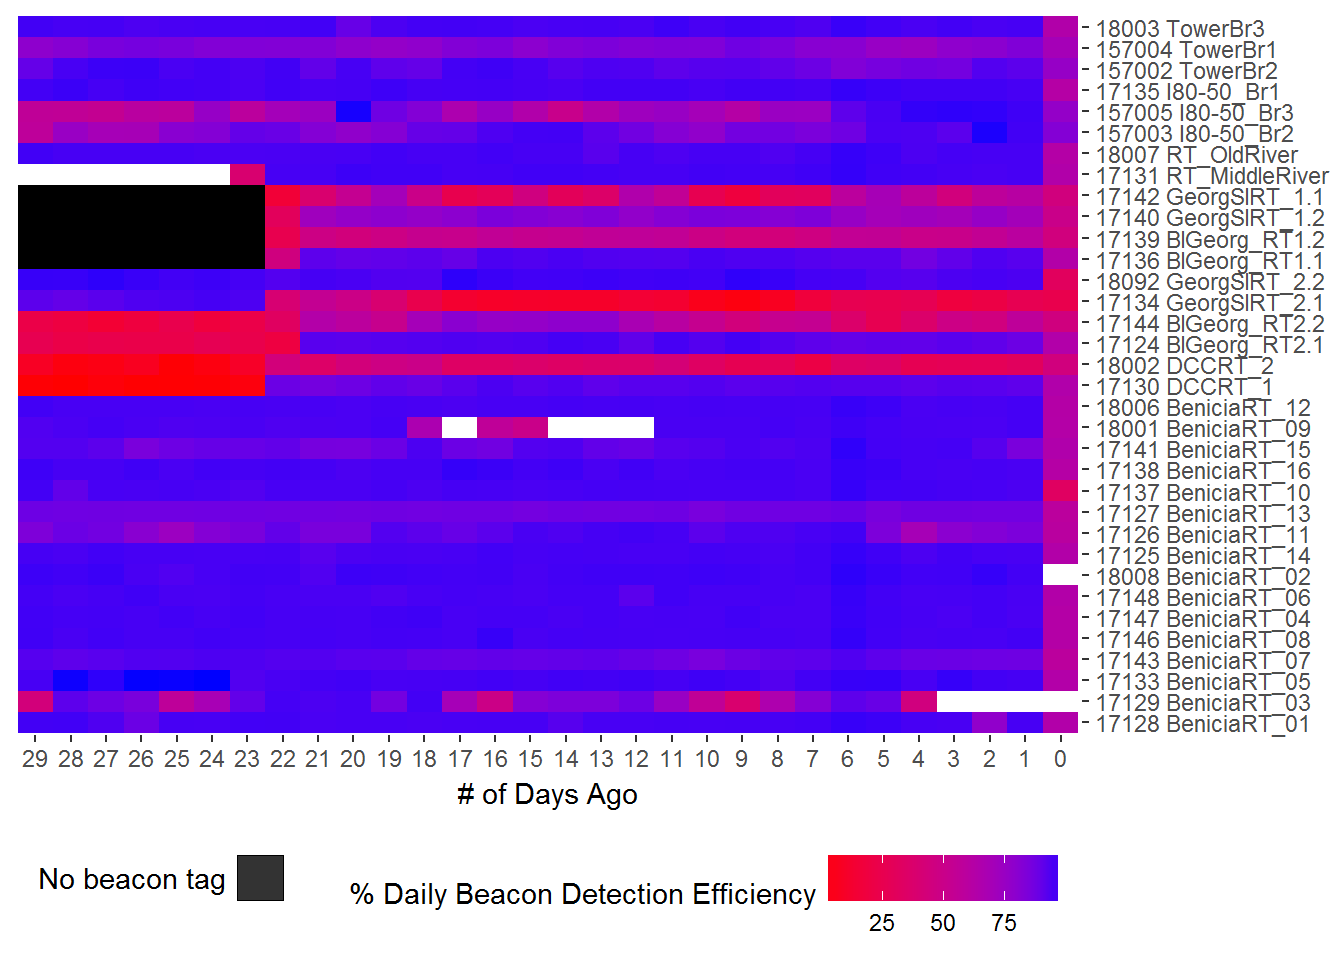 18003 TowerBr3
157004 TowerBr1
157002 TowerBr2
17135 I80-50_Br1
157005 I80-50_Br3
157003 I80-50_Br2
18007 RT_OldRiver
17131 RT_MiddleRiver
17142 GeorgSlRT_1.1
17140 GeorgSlRT_1.2
17139 BlGeorg_RT1.2
17136 BlGeorg_RT1.1
18092 GeorgSlRT_2.2
17134 GeorgSlRT_2.1
17144 BlGeorg_RT2.2
17124 BlGeorg_RT2.1
18002 DCCRT_2
17130 DCCRT_1
18006 BeniciaRT_12
18001 BeniciaRT_09
17141 BeniciaRT_15
17138 BeniciaRT_16
17137 BeniciaRT_10
17127 BeniciaRT_13
17126 BeniciaRT_11
17125 BeniciaRT_14
18008 BeniciaRT_02
17148 BeniciaRT_06
17147 BeniciaRT_04
17146 BeniciaRT_08
17143 BeniciaRT_07
17133 BeniciaRT_05
17129 BeniciaRT_03
17128 BeniciaRT_01
29 28 27 26 25 24 23 22 21 20 19 18 17 16 15 14 13 12 11 10 9 8 7 6 5 4 3 2 1 0
# of Days Ago
No beacon tag
% Daily Beacon Detection Efficiency
25 50 75